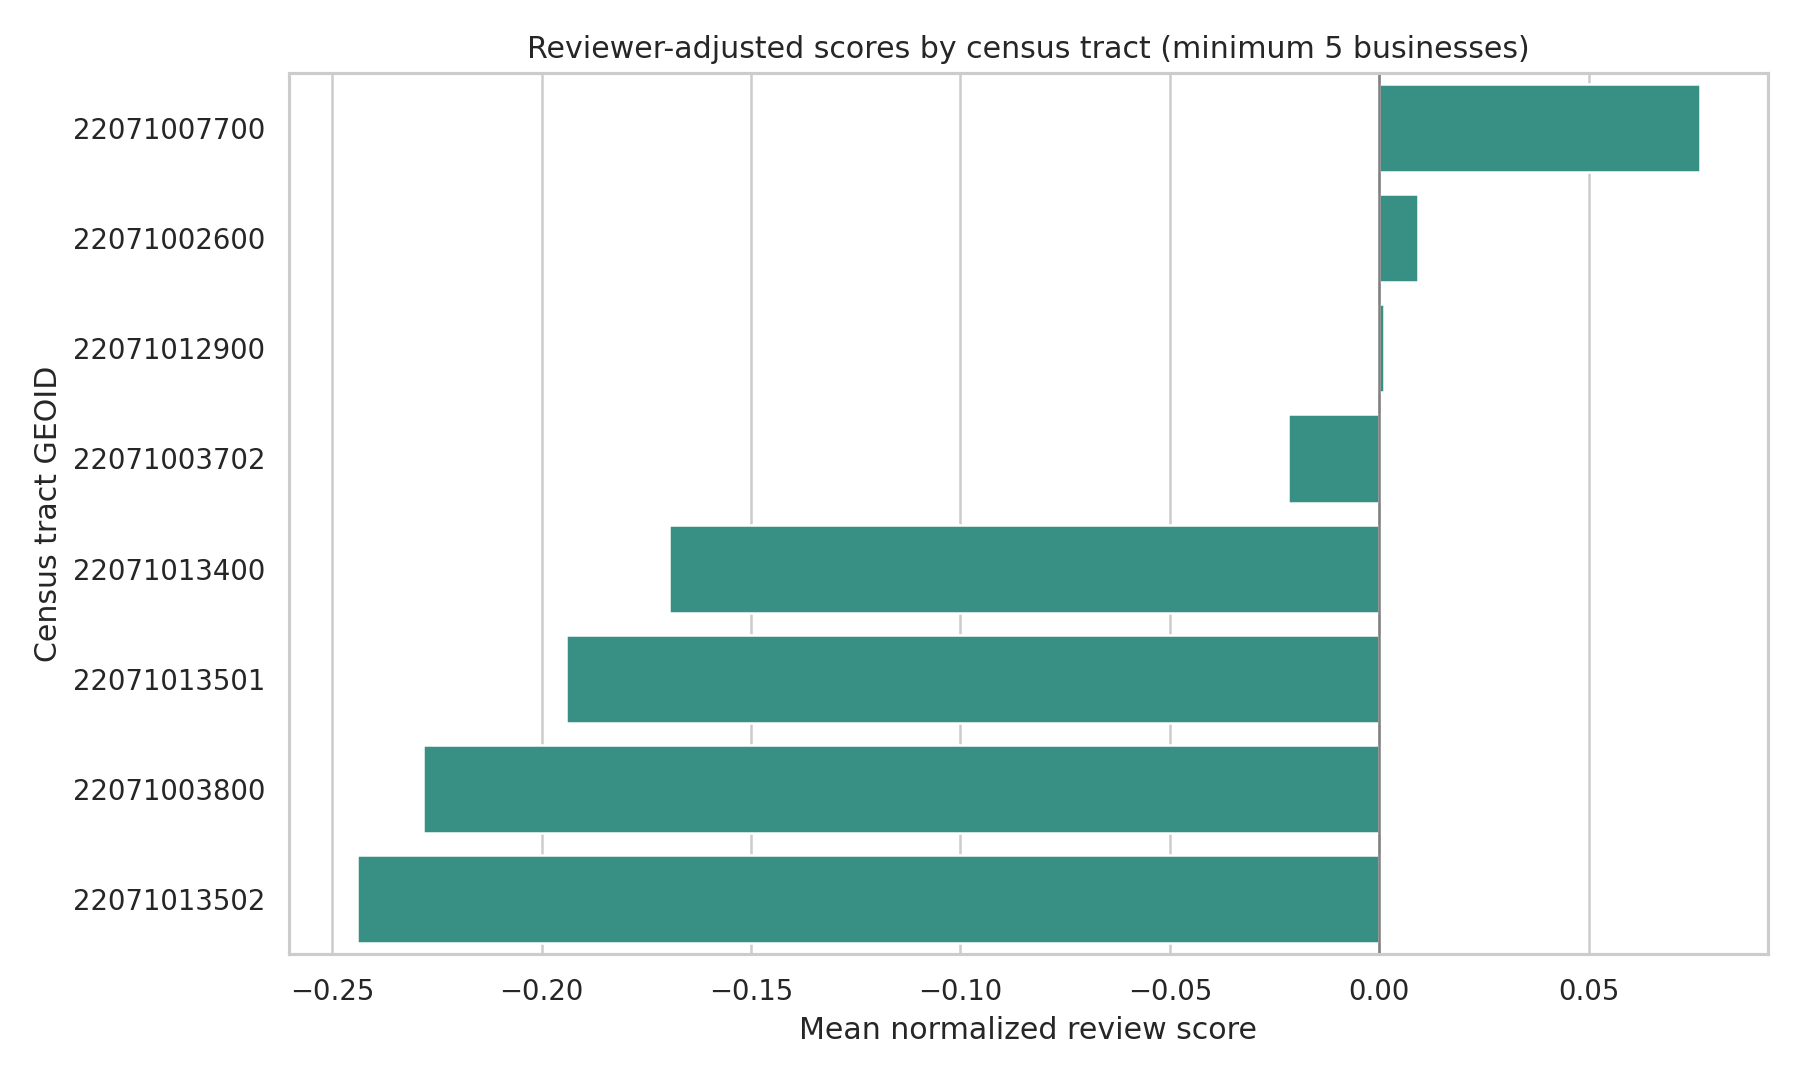 Reviewer-adjusted scores by census tract (minimum 5 businesses)
Census tract GEOID
22071007700
22071002600
22071012900
22071003702
22071013400
22071013501
22071003800
22071013502
−0.25 −0.20 −0.15 −0.10 −0.05 0.00 0.05
Mean normalized review score